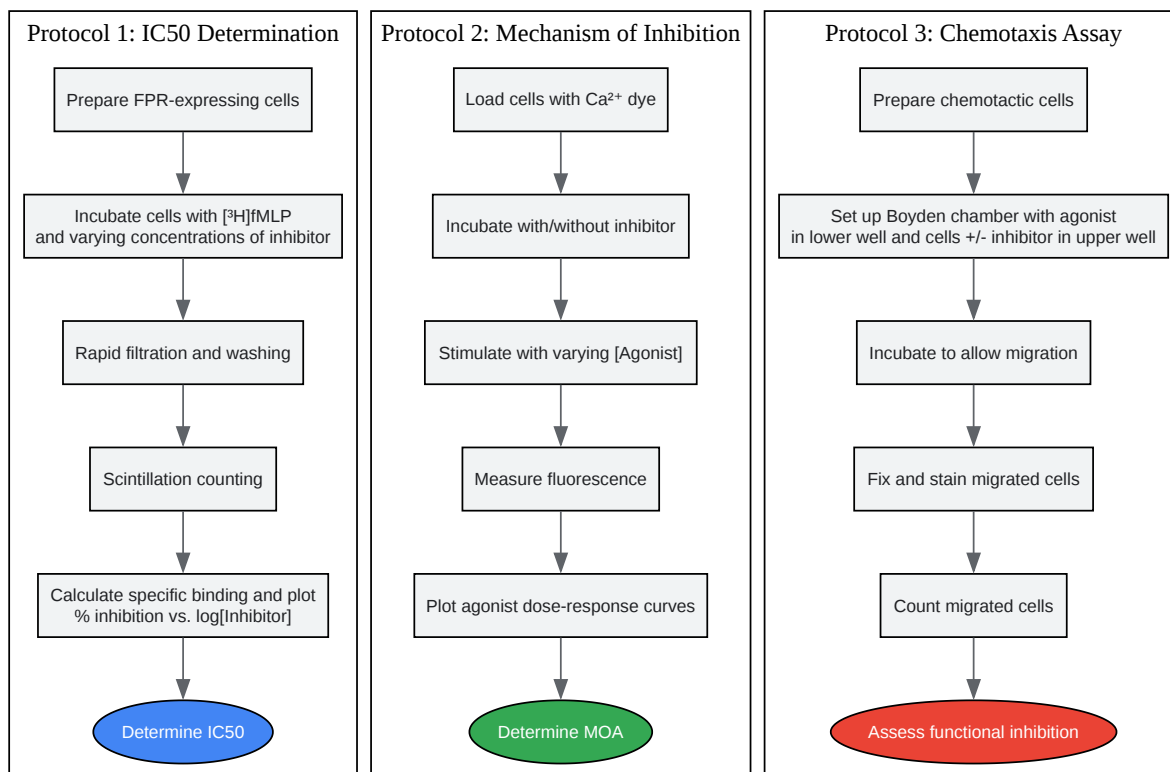 Protocol 1: IC50 Determination
Prepare FPR-expressing cells
Incubate cells with [³H]fMLP
and varying concentrations of inhibitor
Rapid filtration and washing
Scintillation counting
Calculate specific binding and plot
% inhibition vs. log[Inhibitor]
Determine IC50
Protocol 2: Mechanism of Inhibition
Load cells with Ca²⁺ dye
Incubate with/without inhibitor
Stimulate with varying [Agonist]
Measure fluorescence
Plot agonist dose-response curves
Determine MOA
Protocol 3: Chemotaxis Assay
Prepare chemotactic cells
Set up Boyden chamber with agonist
in lower well and cells +/- inhibitor in upper well
Incubate to allow migration
Fix and stain migrated cells
Count migrated cells
Assess functional inhibition